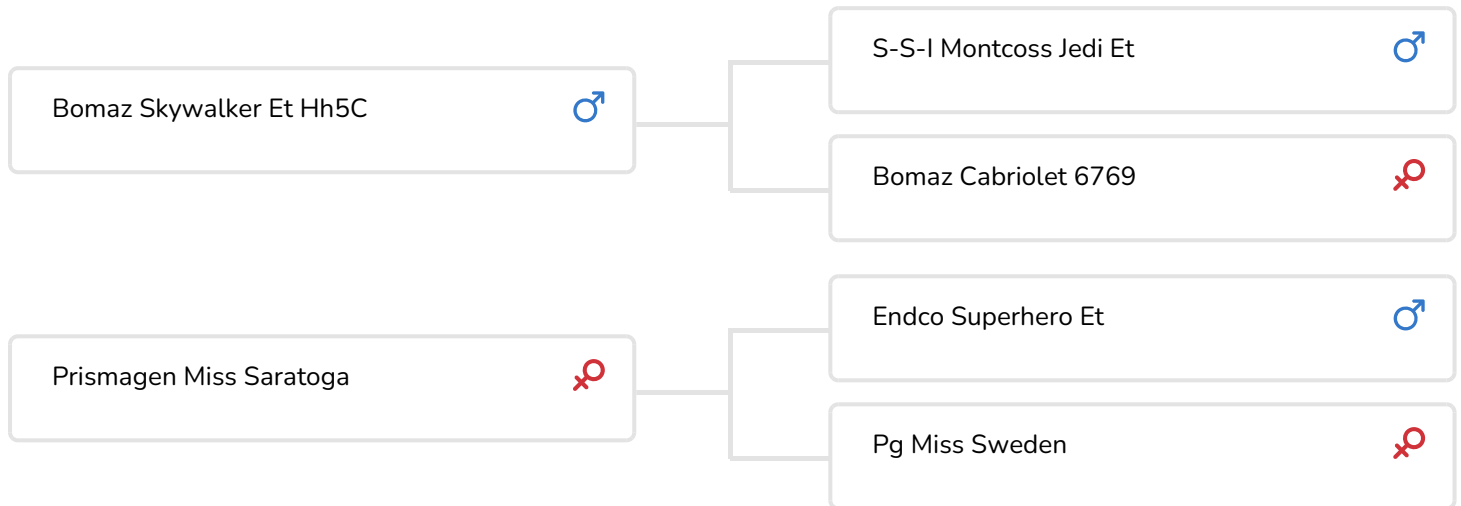 S-S-I Montcoss Jedi Et
Bomaz Skywalker Et Hh5C
Bomaz Cabriolet 6769
Endco Superhero Et
Prismagen Miss Saratoga
Pg Miss Sweden